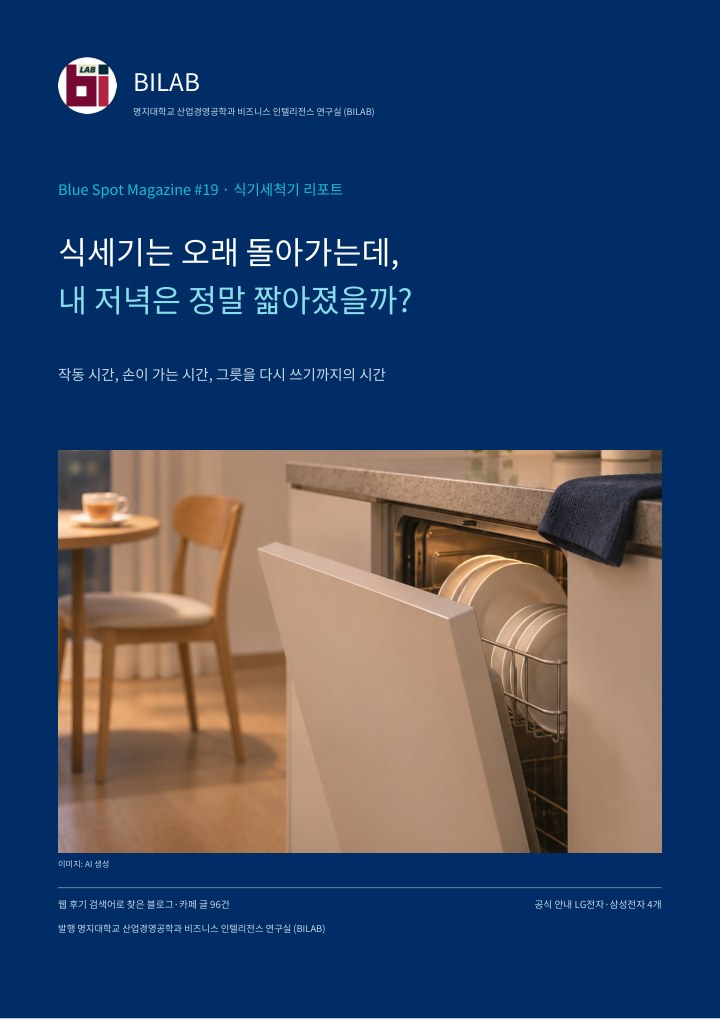 LAB
bi
BILAB
명지대학교 산업경영공학과 비즈니스 인텔리전스 연구실 (BILAB)
Blue Spot Magazine #19 · 식기세척기 리포트
식세기는 오래 돌아가는데,
내 저녁은 정말 짧아졌을까?
작동 시간, 손이 가는 시간, 그릇을 다시 쓰기까지의 시간
이미지: AI 생성
웹 후기 검색어로 찾은 블로그·카페 글 96건
공식 안내 LG전자·삼성전자 4개
발행 명지대학교 산업경영공학과 비즈니스 인텔리전스 연구실 (BILAB)